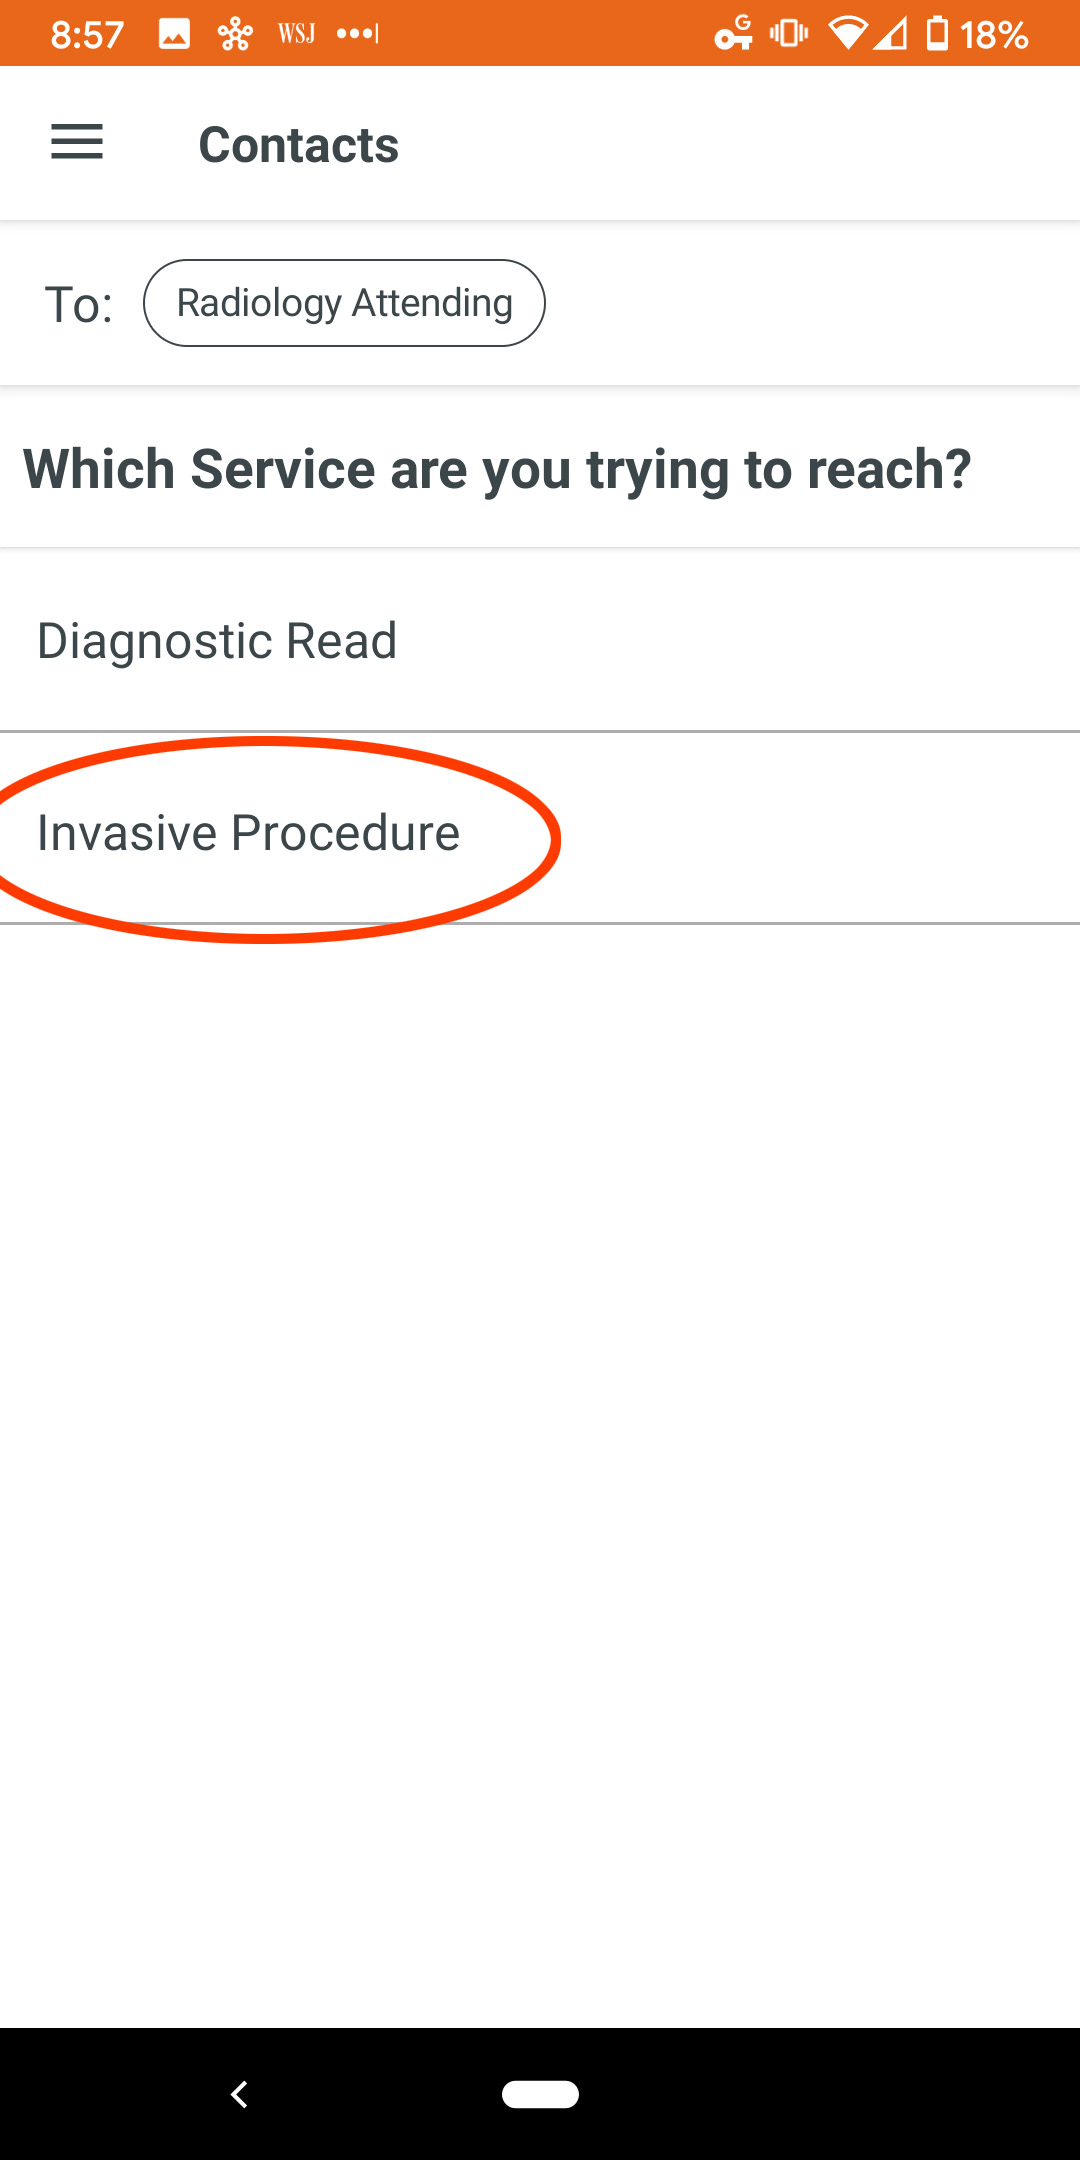 8:57 WSJ G 18%
Contacts
To: Radiology Attending
Which Service are you trying to reach?
Diagnostic Read
Invasive Procedure